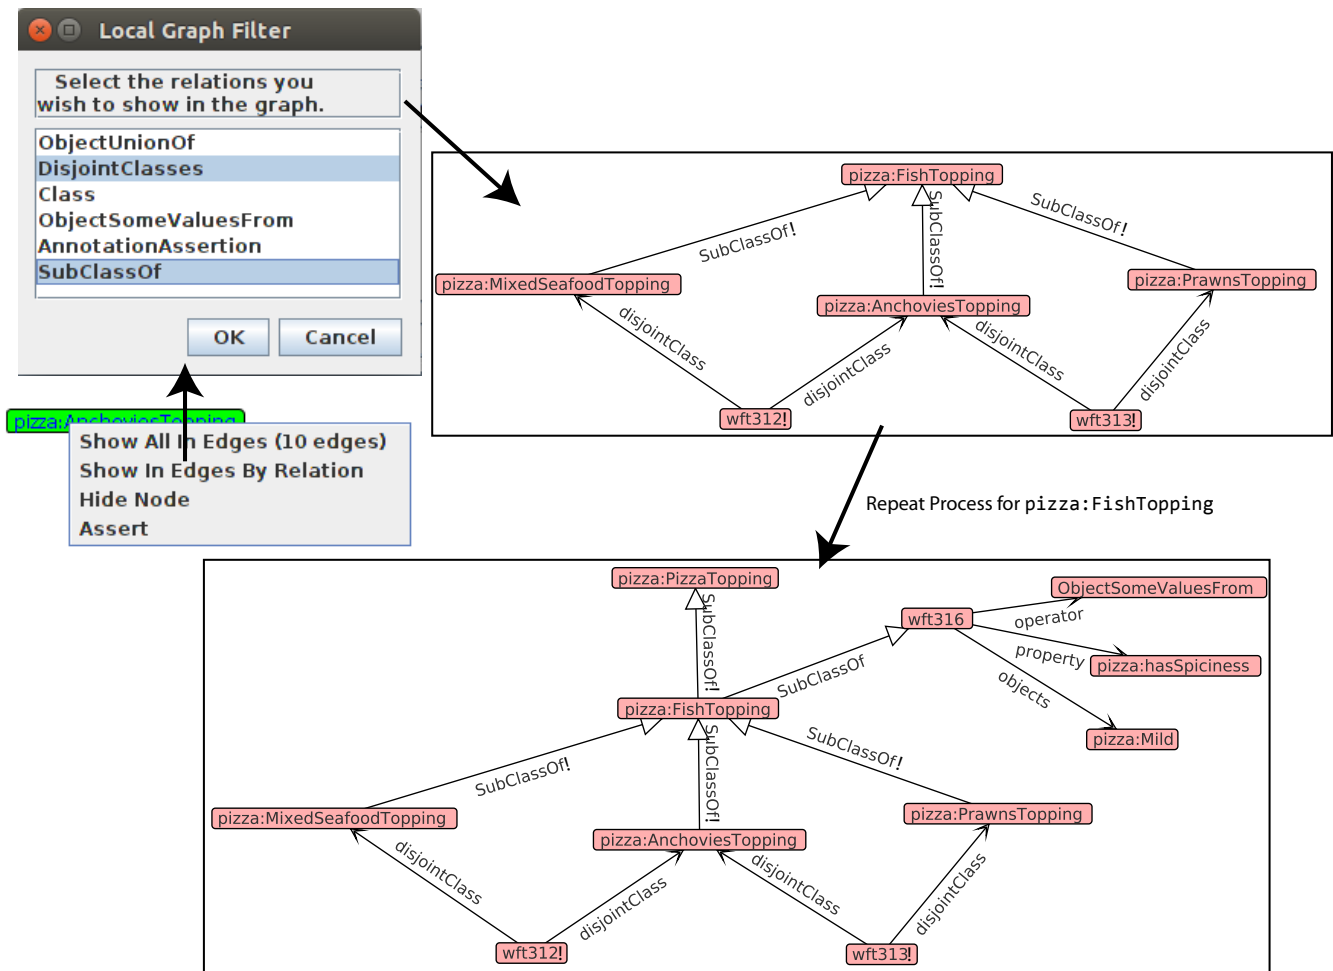 Local Graph Filter
Select the relations you
wish to show in the graph.
ObjectUnionOf
DisjointClasses
Class
ObjectSomeValuesFrom
AnnotationAssertion
SubClassOf
OK
Cancel
pizza:AnchoviesTopping
Show All In Edges (10 edges)
Show In Edges By Relation
Hide Node
Assert
pizza:FishTopping
SubClassOf!
SubClassOf!
SubClassOf!
pizza:MixedSeafoodTopping
pizza:AnchoviesTopping
pizza:PrawnsTopping
disjointClass
disjointClass
disjointClass
disjointClass
wft312!
wft313!
Repeat Process for pizza:FishTopping
pizza:PizzaTopping
ObjectSomeValuesFrom
wft316
operator
property
pizza:hasSpiciness
objects
pizza:Mild
SubClassOf!
SubClassOf
pizza:FishTopping
SubClassOf!
SubClassOf!
SubClassOf!
pizza:MixedSeafoodTopping
pizza:AnchoviesTopping
pizza:PrawnsTopping
disjointClass
disjointClass
disjointClass
disjointClass
wft312!
wft313!